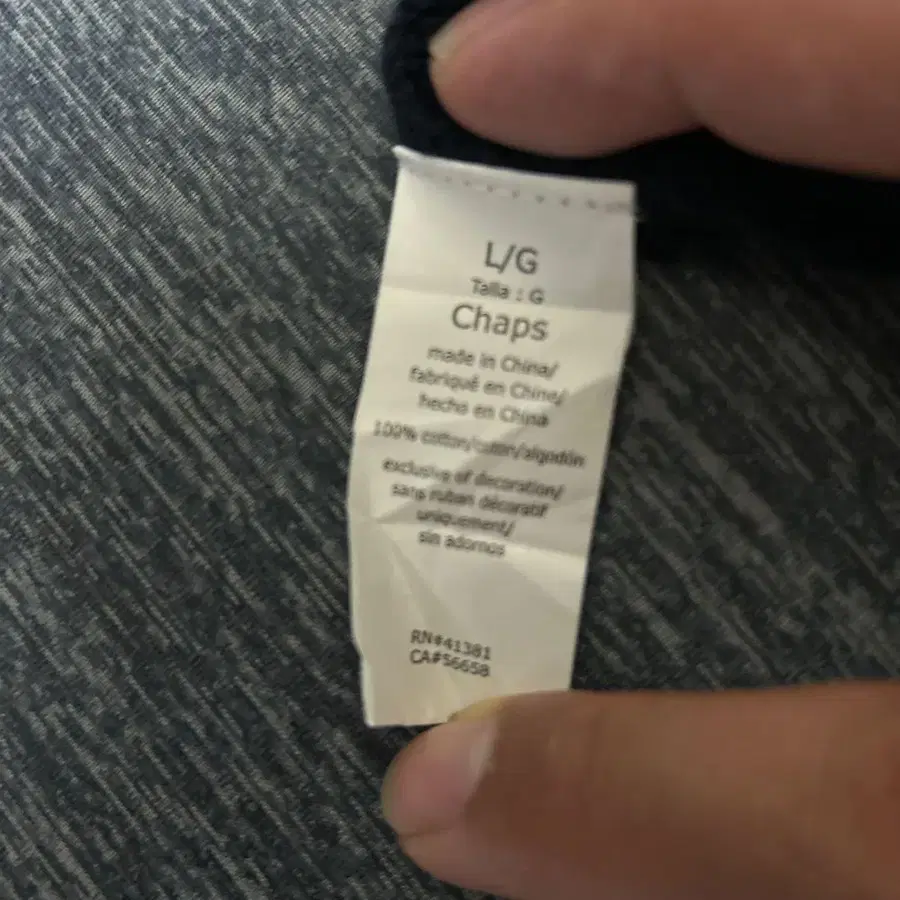 L/G
Talla : G
Chaps
made in China/
fabriqué en Chine/
hecho en China
100% cotton/coton/algodón
exclusive of decoration/
sans ruban décoratif
uniquement/
sin adornos
RN#41381
CA#56658